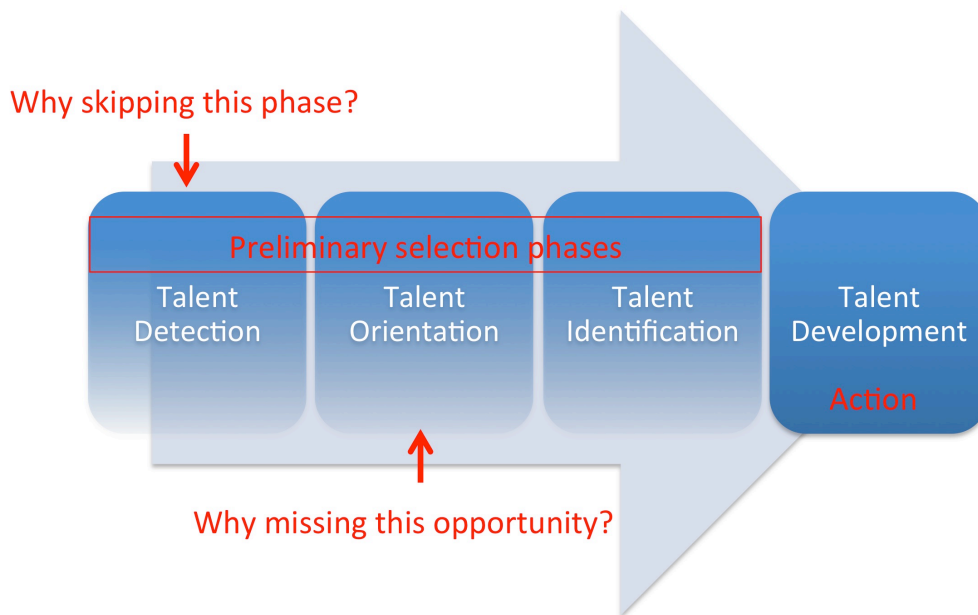 Why skipping this phase?
Preliminary selection phases
Talent
Detection
Talent
Orientation
Talent
Identification
Talent
Development
Action
Why missing this opportunity?